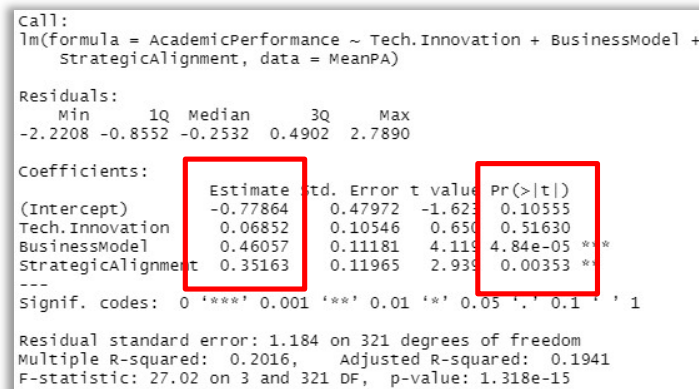 Call:
lm(formula = AcademicPerformance ~ Tech.Innovation + BusinessModel +
    StrategicAlignment, data = MeanPA)
Residuals:
    Min      1Q  Median      3Q     Max
-2.2208 -0.8552 -0.2532  0.4902  2.7890
Coefficients:
                   Estimate Std. Error t value Pr(>|t|)
(Intercept)        -0.77864    0.47972  -1.623  0.10555
Tech.Innovation     0.06852    0.10546   0.650  0.51630
BusinessModel       0.46057    0.11181   4.119 4.84e-05 ***
StrategicAlignment  0.35163    0.11965   2.939  0.00353 **
---
Signif. codes:  0 ‘***’ 0.001 ‘**’ 0.01 ‘*’ 0.05 ‘.’ 0.1 ‘ ’ 1
Residual standard error: 1.184 on 321 degrees of freedom
Multiple R-squared:  0.2016,    Adjusted R-squared:  0.1941
F-statistic: 27.02 on 3 and 321 DF,  p-value: 1.318e-15